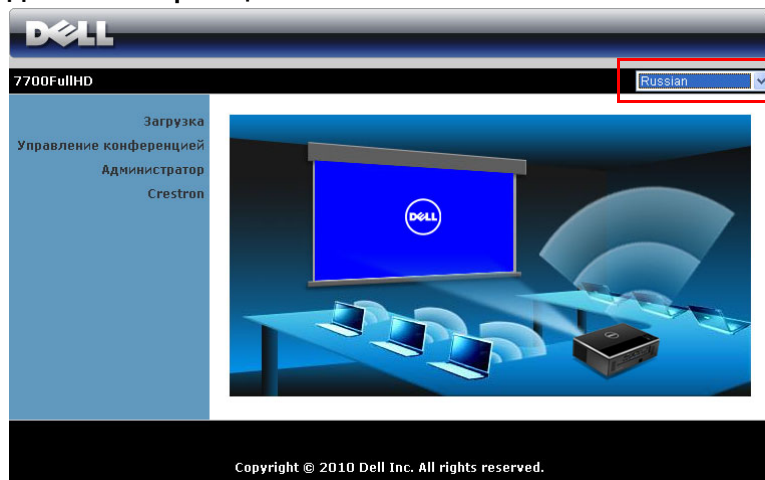 DELL
7700FullHD
Russian
Загрузка
Управление конференцией
Администратор
Crestron
DELL
Copyright © 2010 Dell Inc. All rights reserved.